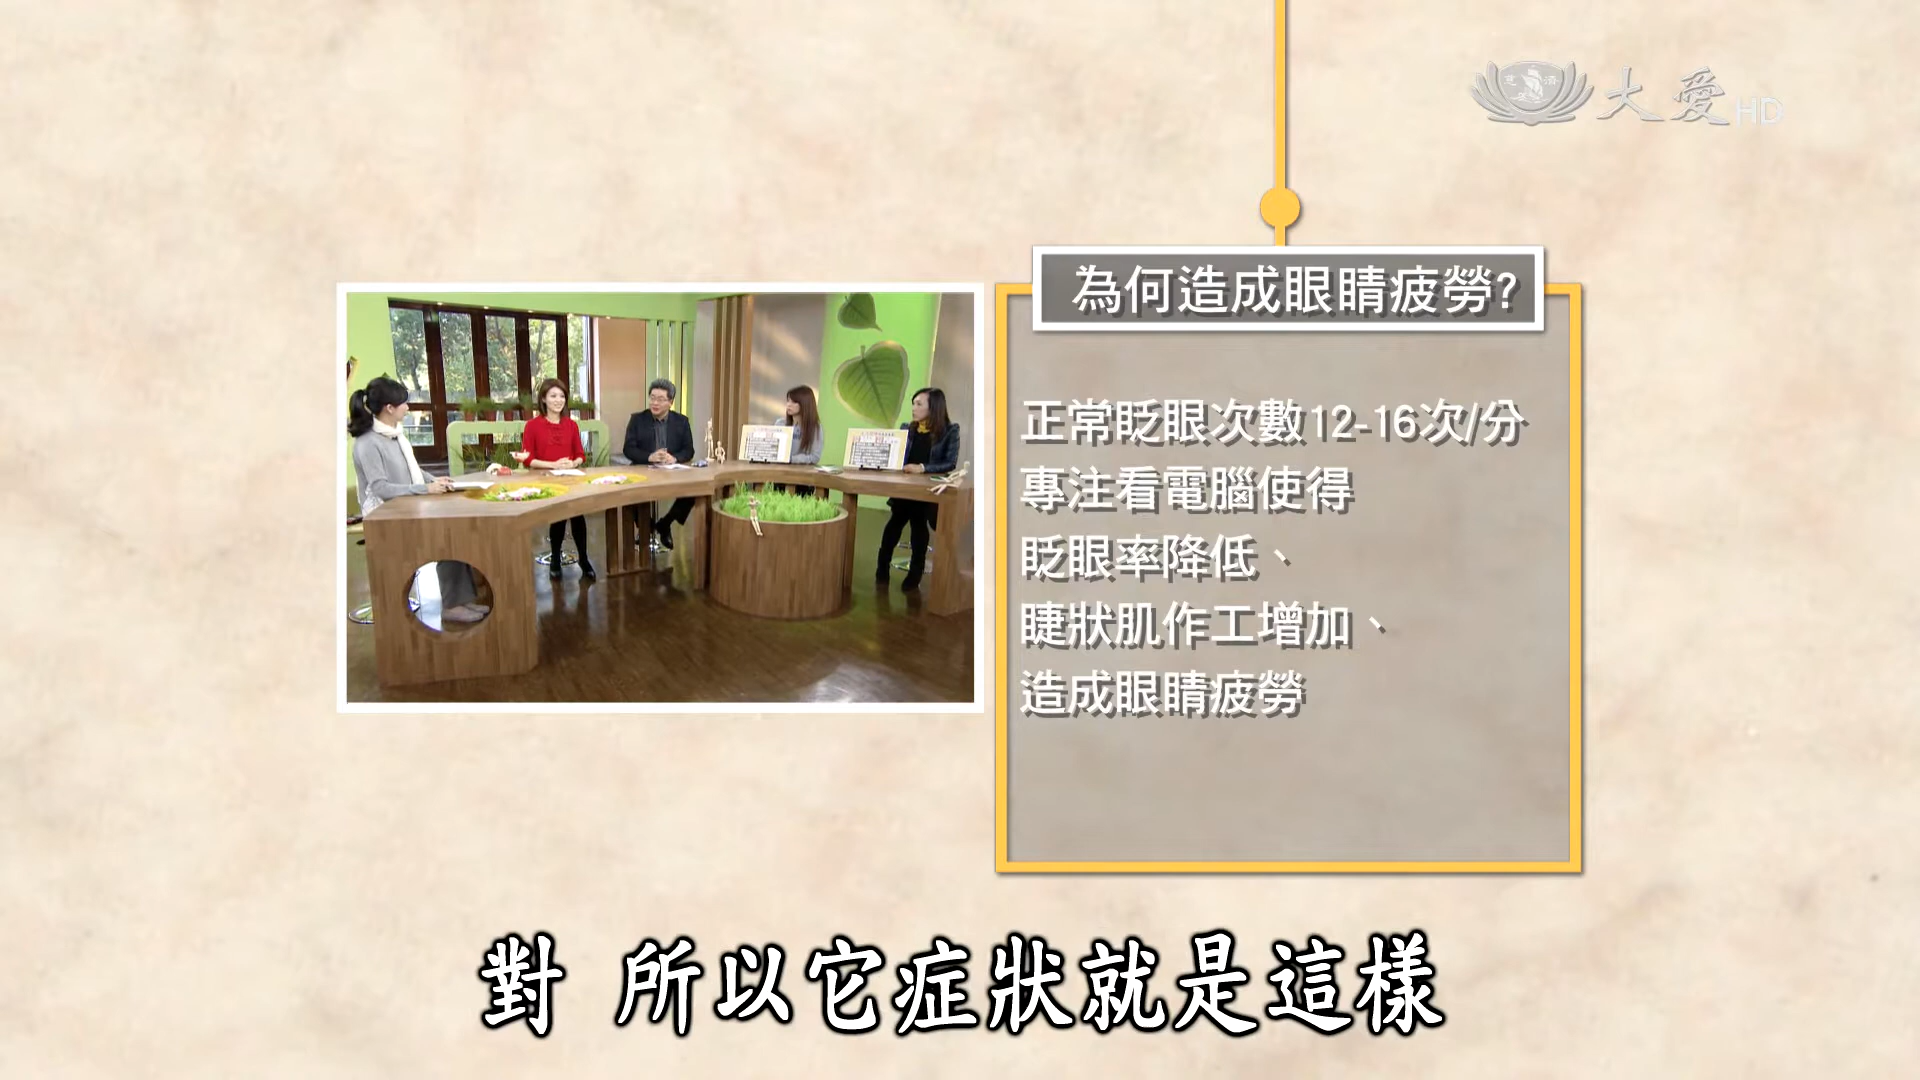 大愛HD
為何造成眼睛疲勞?
正常眨眼次數12-16次/分
專注看電腦使得
眨眼率降低、
睫狀肌作工增加、
造成眼睛疲勞
對 所以它症狀就是這樣